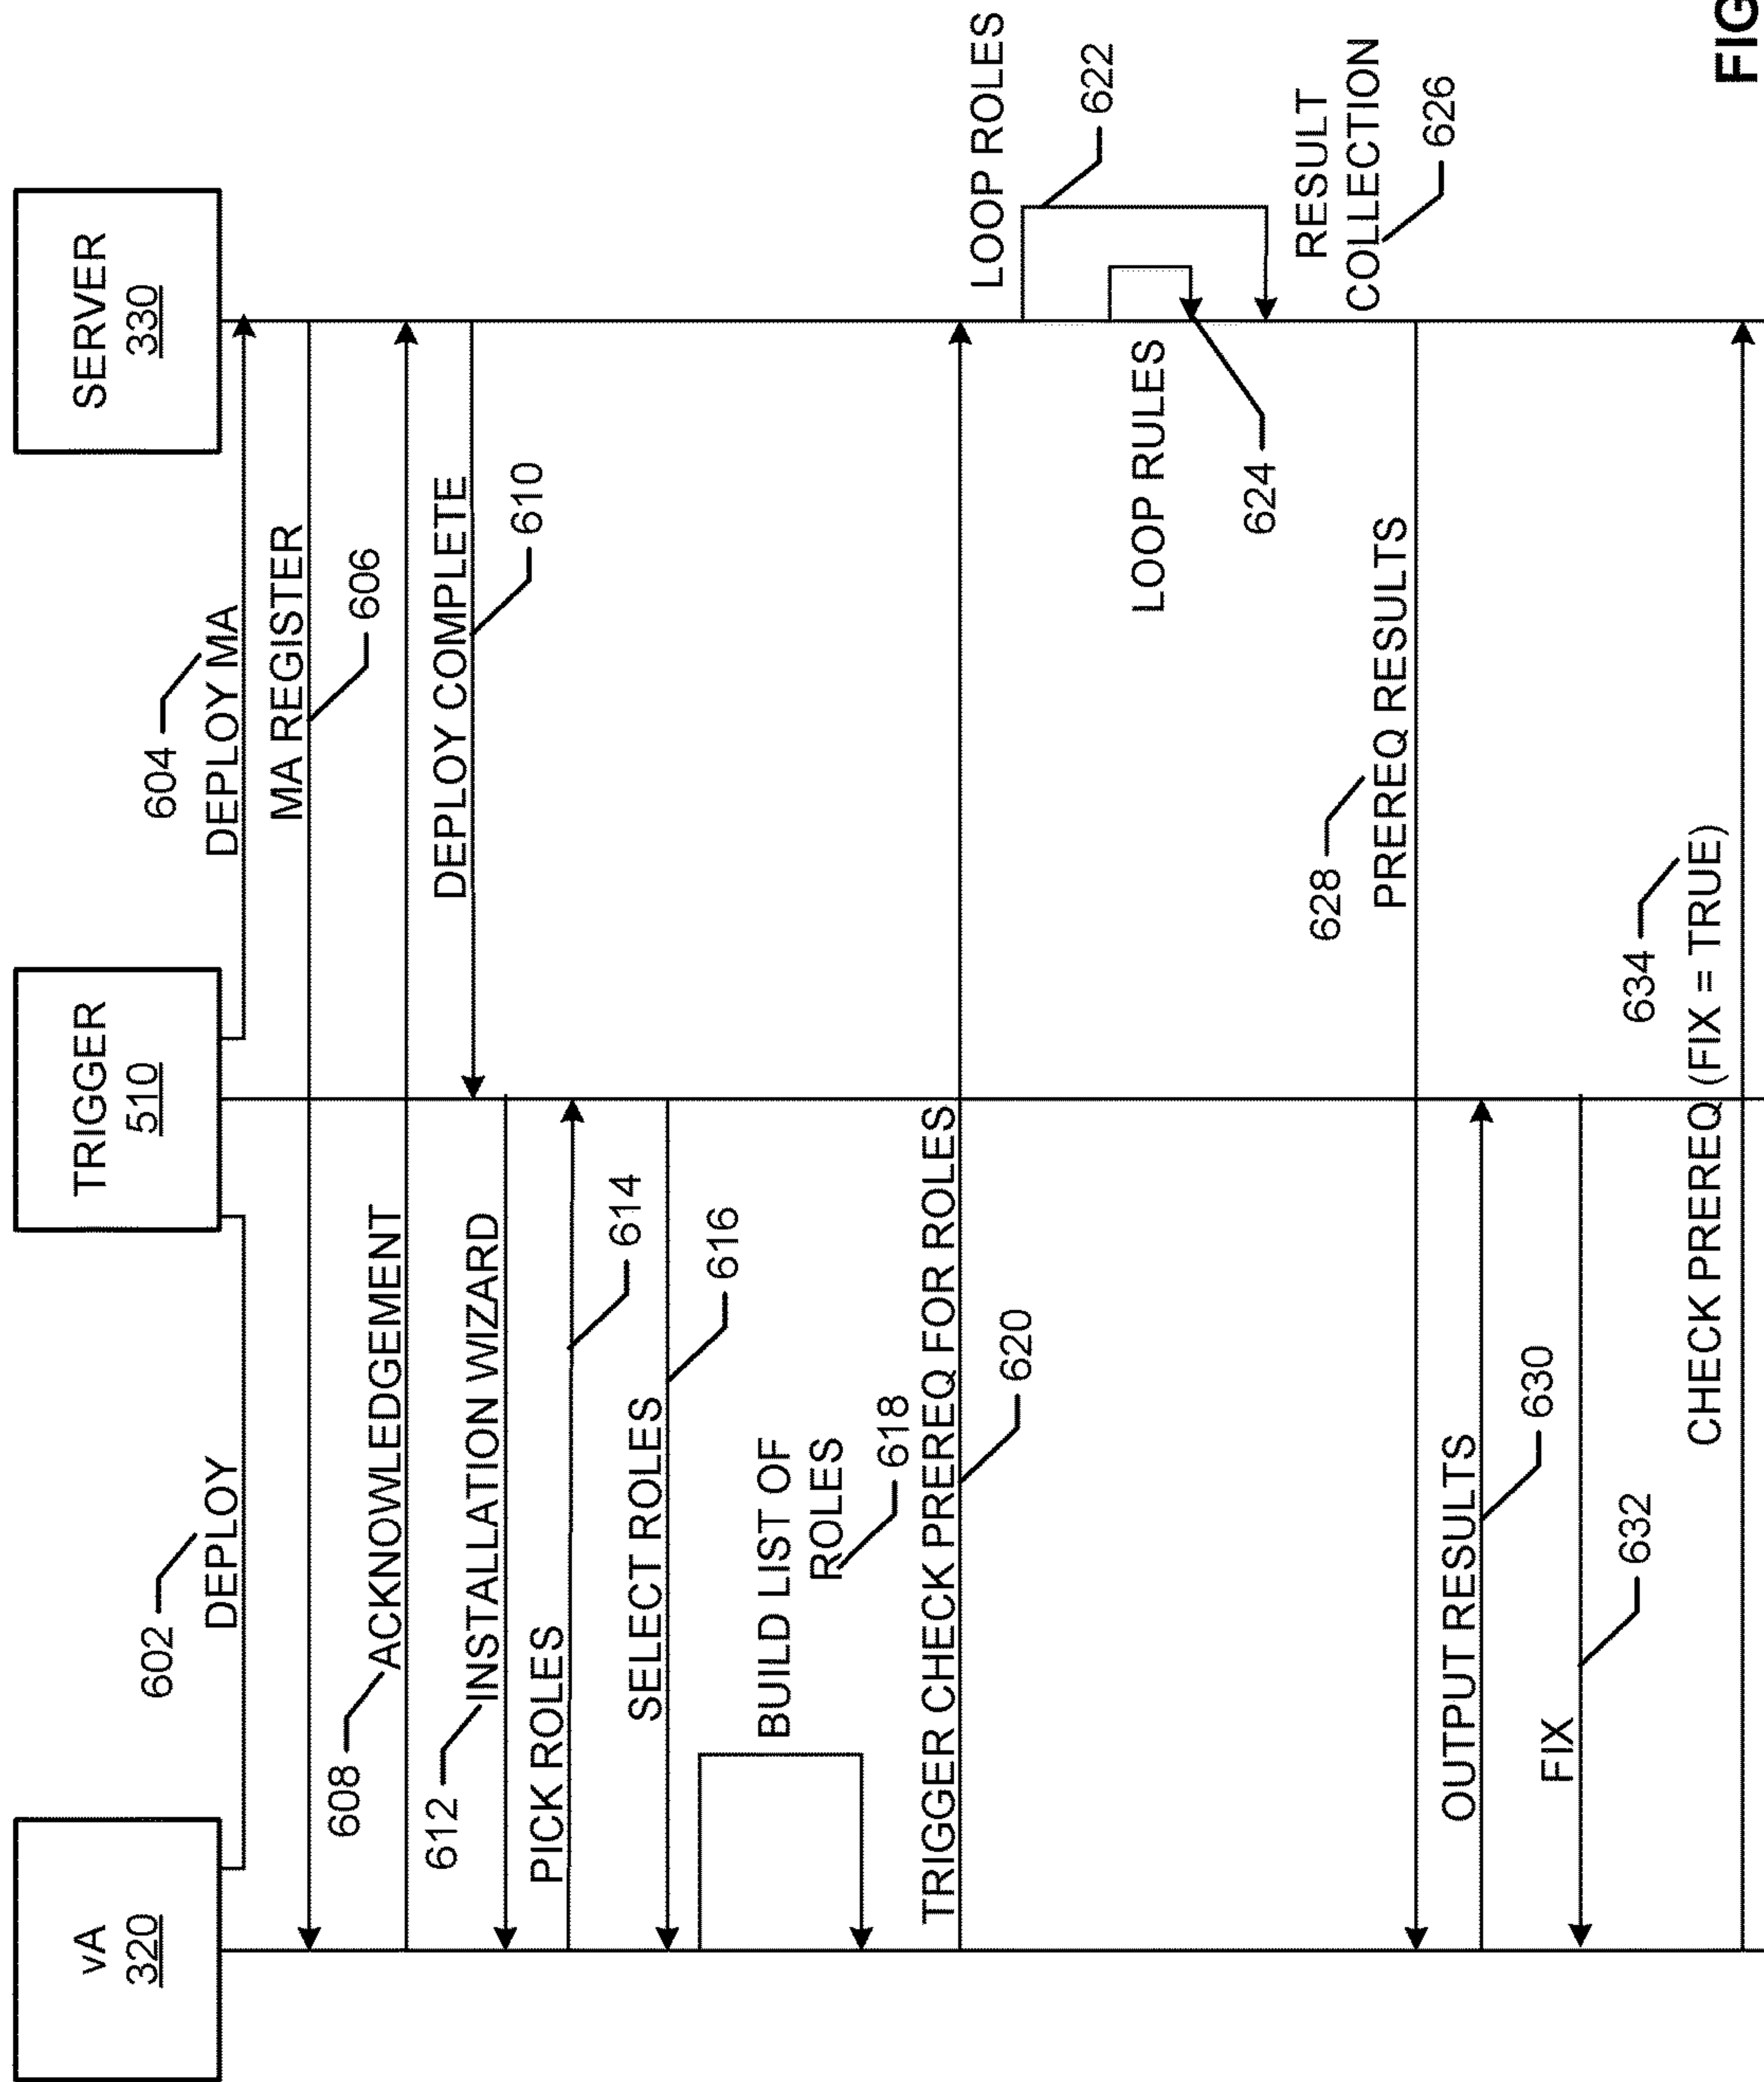 vA
320
TRIGGER
510
SERVER
330
602
DEPLOY
604
DEPLOY MA
MA REGISTER
606
608
ACKNOWLEDGEMENT
DEPLOY COMPLETE
610
612
INSTALLATION WIZARD
PICK ROLES
614
SELECT ROLES
616
BUILD LIST OF
ROLES
618
TRIGGER CHECK PREREQ FOR ROLES
620
LOOP ROLES
622
LOOP RULES
624
RESULT
COLLECTION
626
628
PREREQ RESULTS
OUTPUT RESULTS
630
FIX
632
634
CHECK PREREQ (FIX = TRUE)
FIG